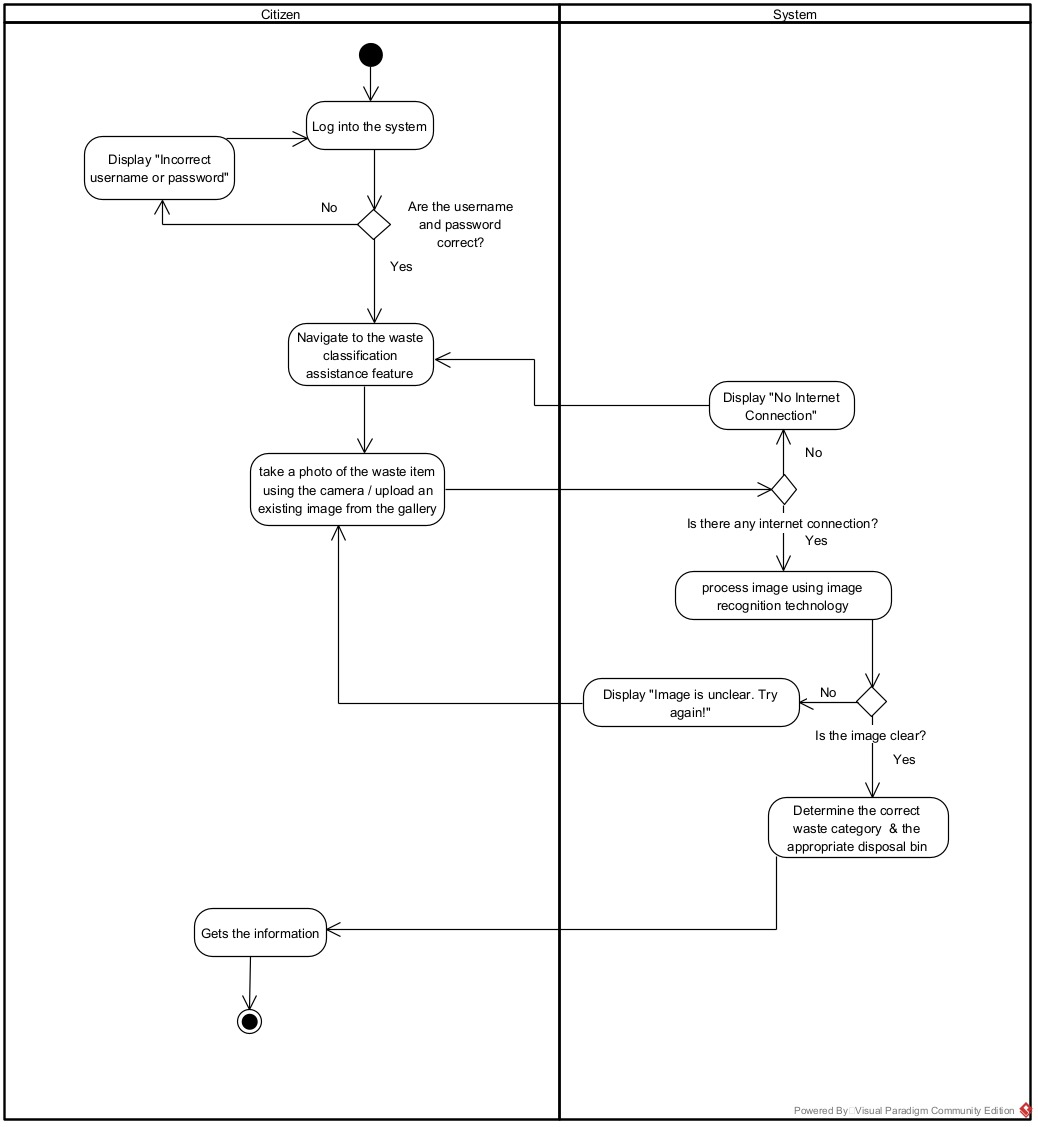 Citizen
System
Log into the system
Display "Incorrect
username or password"
No
Are the username
and password
correct?
Yes
Navigate to the waste
classification
assistance feature
Display "No Internet
Connection"
No
take a photo of the waste item
using the camera / upload an
existing image from the gallery
Is there any internet connection?
Yes
process image using image
recognition technology
Display "Image is unclear. Try
again!"
No
Is the image clear?
Yes
Determine the correct
waste category & the
appropriate disposal bin
Gets the information
Powered By Visual Paradigm Community Edition